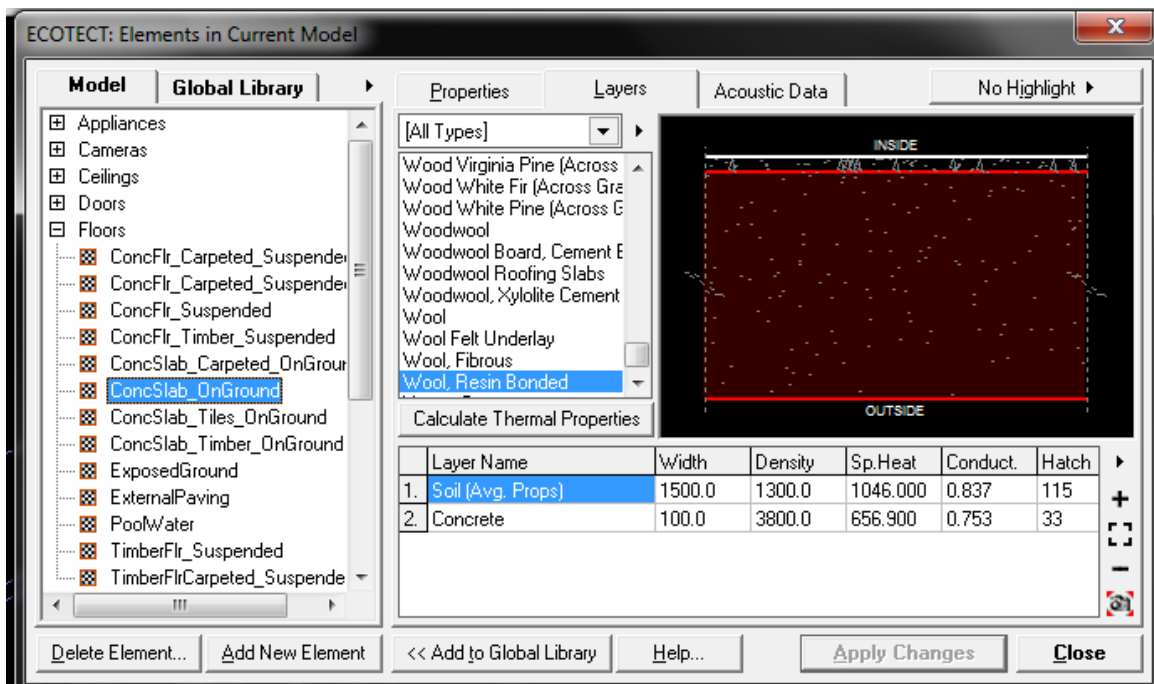 ECOTECT: Elements in Current Model
Model Global Library
Appliances
Cameras
Ceilings
Doors
Floors
ConcFlr_Carpeted_Suspende
ConcFlr_Carpeted_Suspende
ConcFlr_Suspended
ConcFlr_Timber_Suspended
ConcSlab_Carpeted_OnGroun
ConcSlab_OnGround
ConcSlab_Tiles_OnGround
ConcSlab_Timber_OnGround
ExposedGround
ExternalPaving
PoolWater
TimberFlr_Suspended
TimberFlrCarpeted_Suspende
Delete Element... Add New Element
Properties Layers Acoustic Data No Highlight
[All Types]
Wood Virginia Pine (Across
Wood White Fir (Across Gra
Wood White Pine (Across G
Woodwool
Woodwool Board, Cement B
Woodwool Roofing Slabs
Woodwool, Xylolite Cement
Wool
Wool Felt Underlay
Wool, Fibrous
Wool, Resin Bonded
Calculate Thermal Properties
INSIDE
OUTSIDE
Layer Name Width Density Sp.Heat Conduct. Hatch
1. Soil (Avg. Props) 1500.0 1300.0 1046.000 0.837 115
2. Concrete 100.0 3800.0 656.900 0.753 33
<< Add to Global Library Help... Apply Changes Close